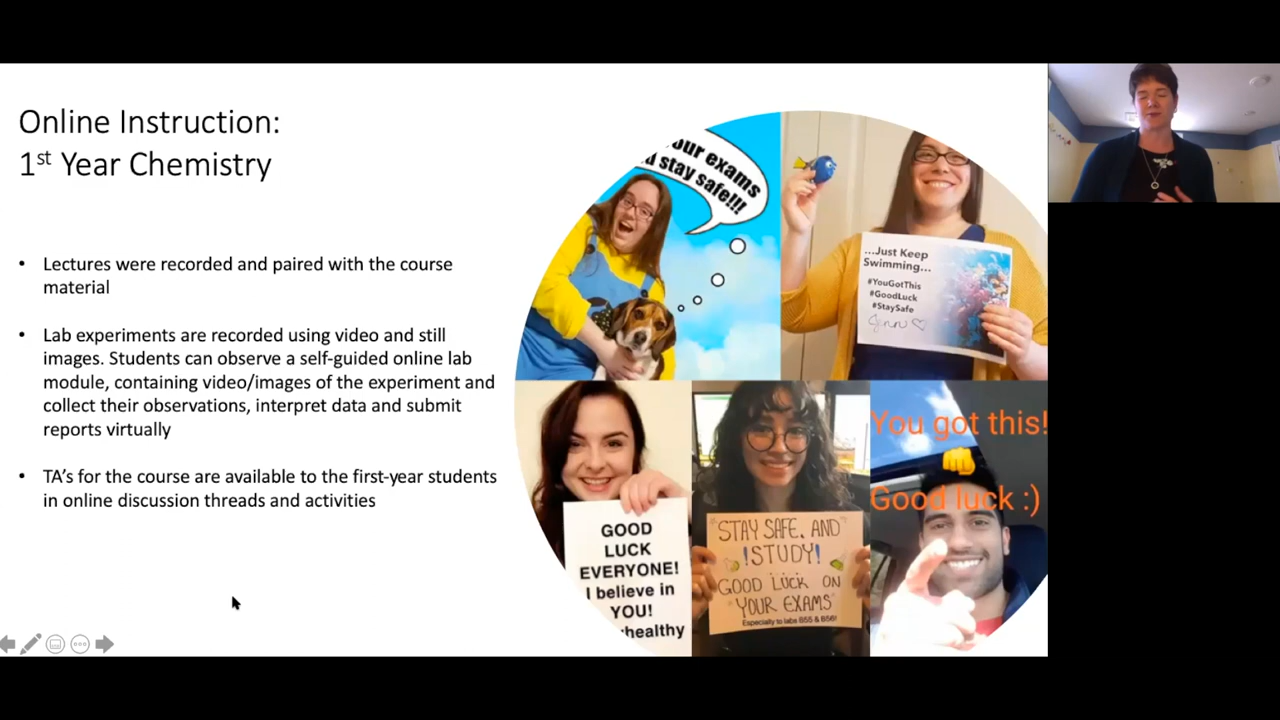 Online Instruction:
1st Year Chemistry
• Lectures were recorded and paired with the course
material
• Lab experiments are recorded using video and still
images. Students can observe a self-guided online lab
module, containing video/images of the experiment and
collect their observations, interpret data and submit
reports virtually
• TA’s for the course are available to the first-year students
in online discussion threads and activities
exams
stay safe!!!
...Just Keep
Swimming...
#YouGotThis
#GoodLuck
#StaySafe
GOOD
LUCK
EVERYONE!
I believe in
YOU!
healthy
"STAY SAFE. AND"
!STUDY!
GOOD LUCK ON
"YOUR EXAMS"
Especially to labs B55 & B56!
You got this!
Good luck :)